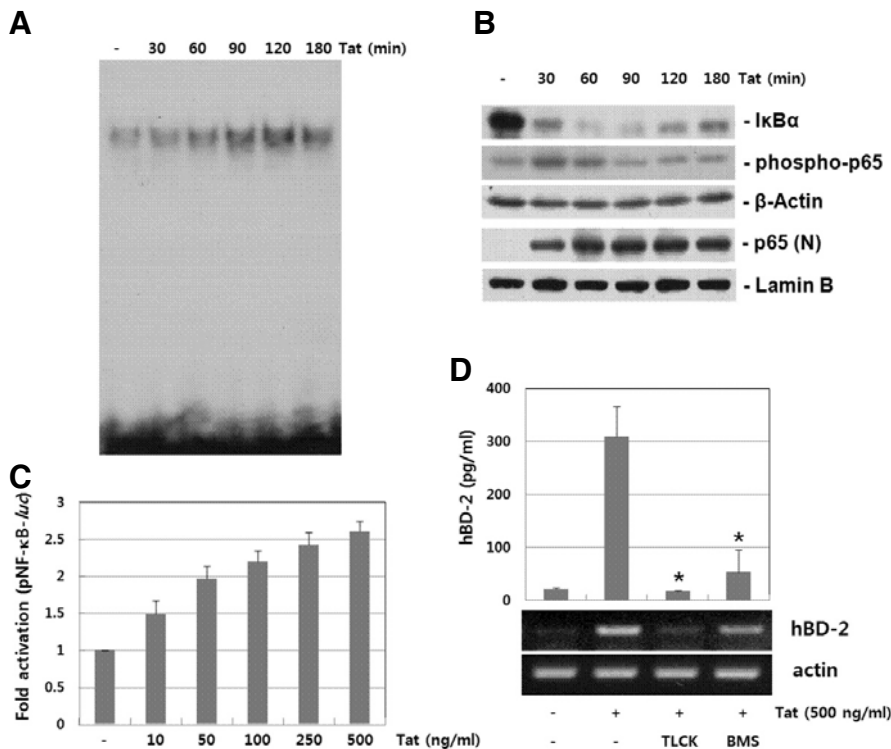 A
- 30 60 90 120 180 Tat (min)
B
- 30 60 90 120 180 Tat (min)
- IκBα
- phospho-p65
- β-Actin
- p65 (N)
- Lamin B
C
Fold activation (pNF-κB-luc)
3
2.5
2
1.5
1
0.5
0
- 10 50 100 250 500 Tat (ng/ml)
D
hBD-2 (pg/ml)
400
300
200
100
0
* *
hBD-2
actin
- + + + Tat (500 ng/ml)
- - TLCK BMS